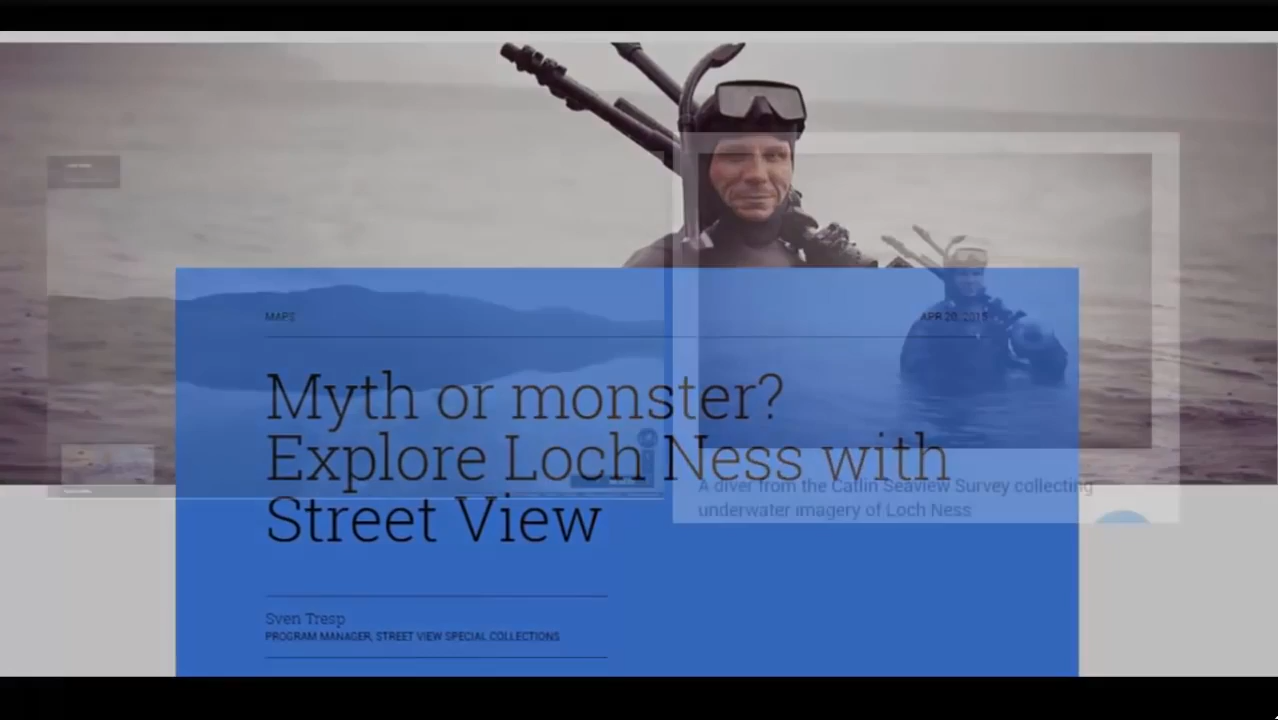 MAPS
APR 20, 2015
Myth or monster?
Explore Loch Ness with
Street View
A diver from the Catlin Seaview Survey collecting
underwater imagery of Loch Ness
Sven Tresp
PROGRAM MANAGER, STREET VIEW SPECIAL COLLECTIONS